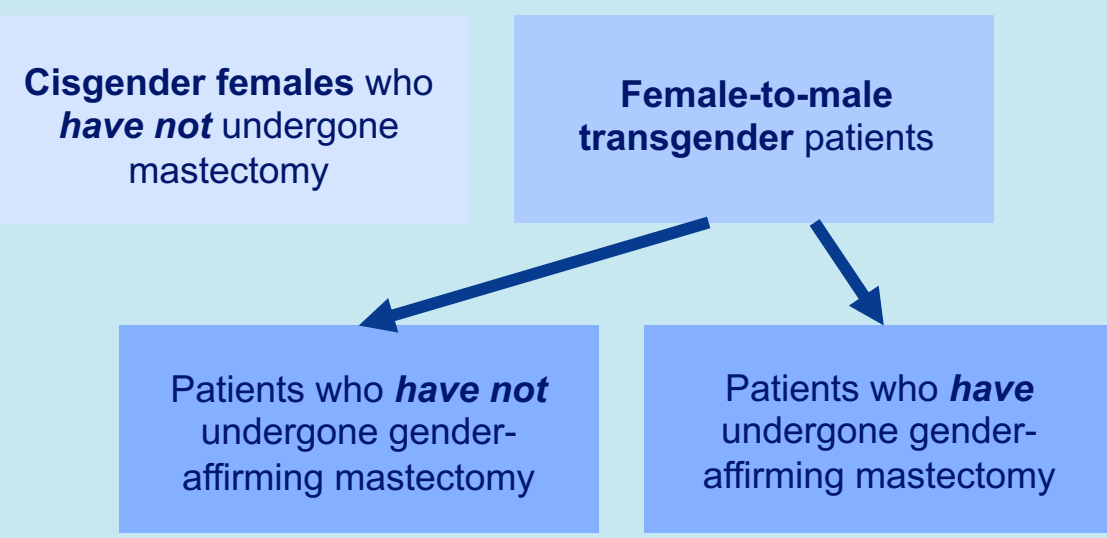 Cisgender females who
have not undergone
mastectomy
Female-to-male
transgender patients
Patients who have not
undergone gender-
affirming mastectomy
Patients who have
undergone gender-
affirming mastectomy